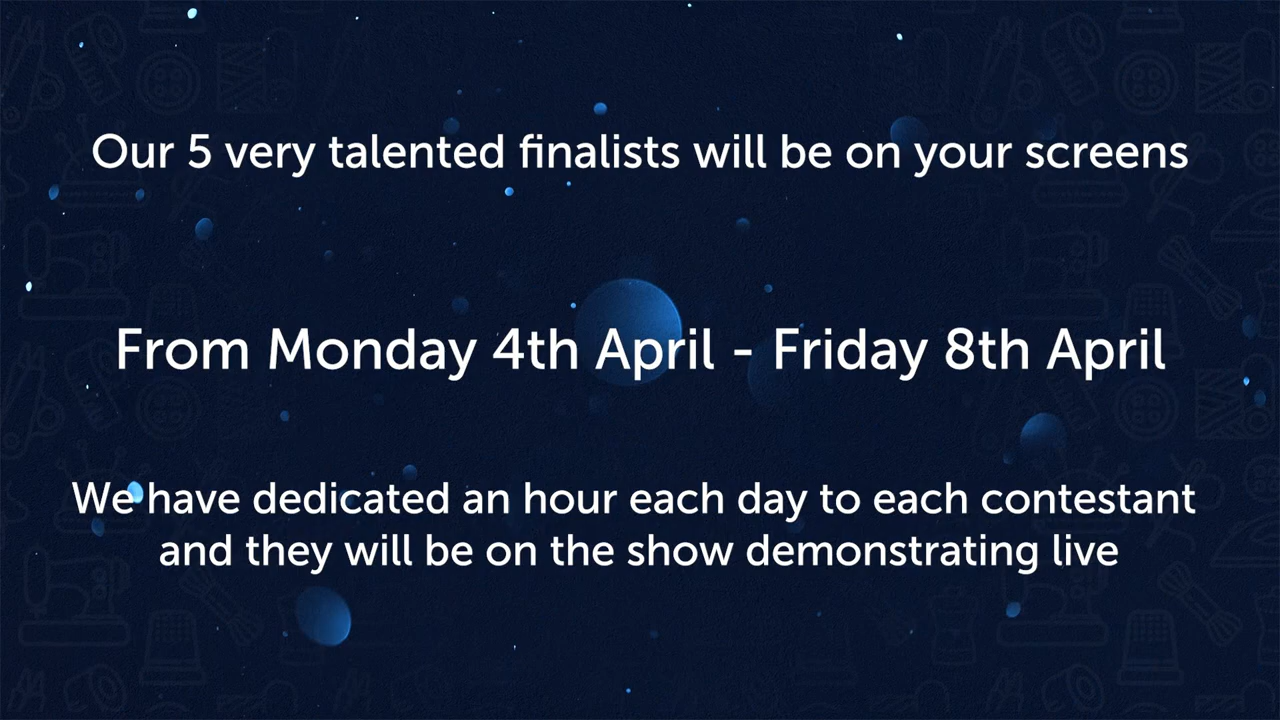 Our 5 very talented finalists will be on your screens
From Monday 4th April - Friday 8th April
We have dedicated an hour each day to each contestant
and they will be on the show demonstrating live